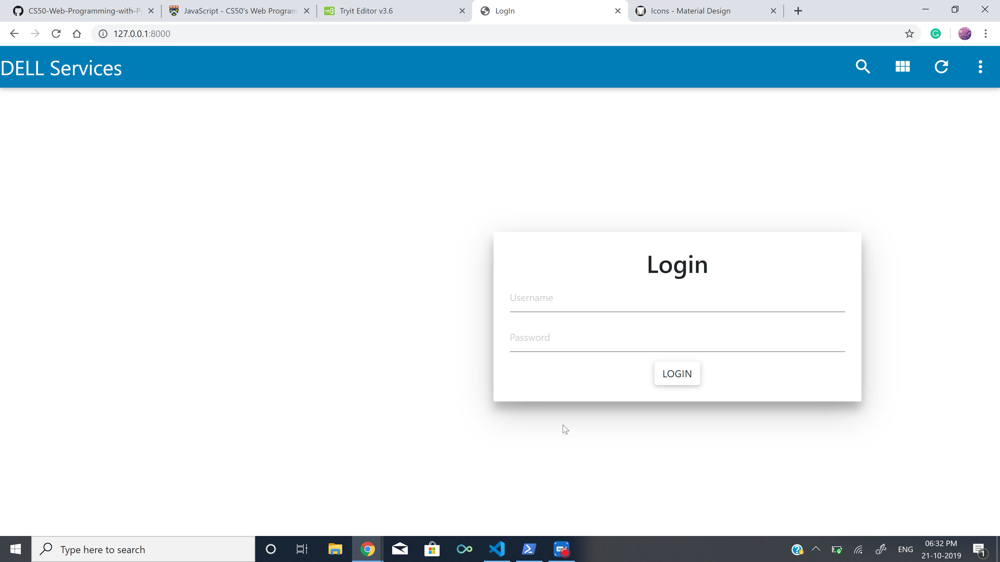 CS50-Web-Programming-with-Py
JavaScript - CS50's Web Program
Tryit Editor v3.6
LogIn
Icons - Material Design
127.0.0.1:8000
DELL Services
Login
Username
Password
LOGIN
Type here to search
ENG
06:32 PM
21-10-2019
1